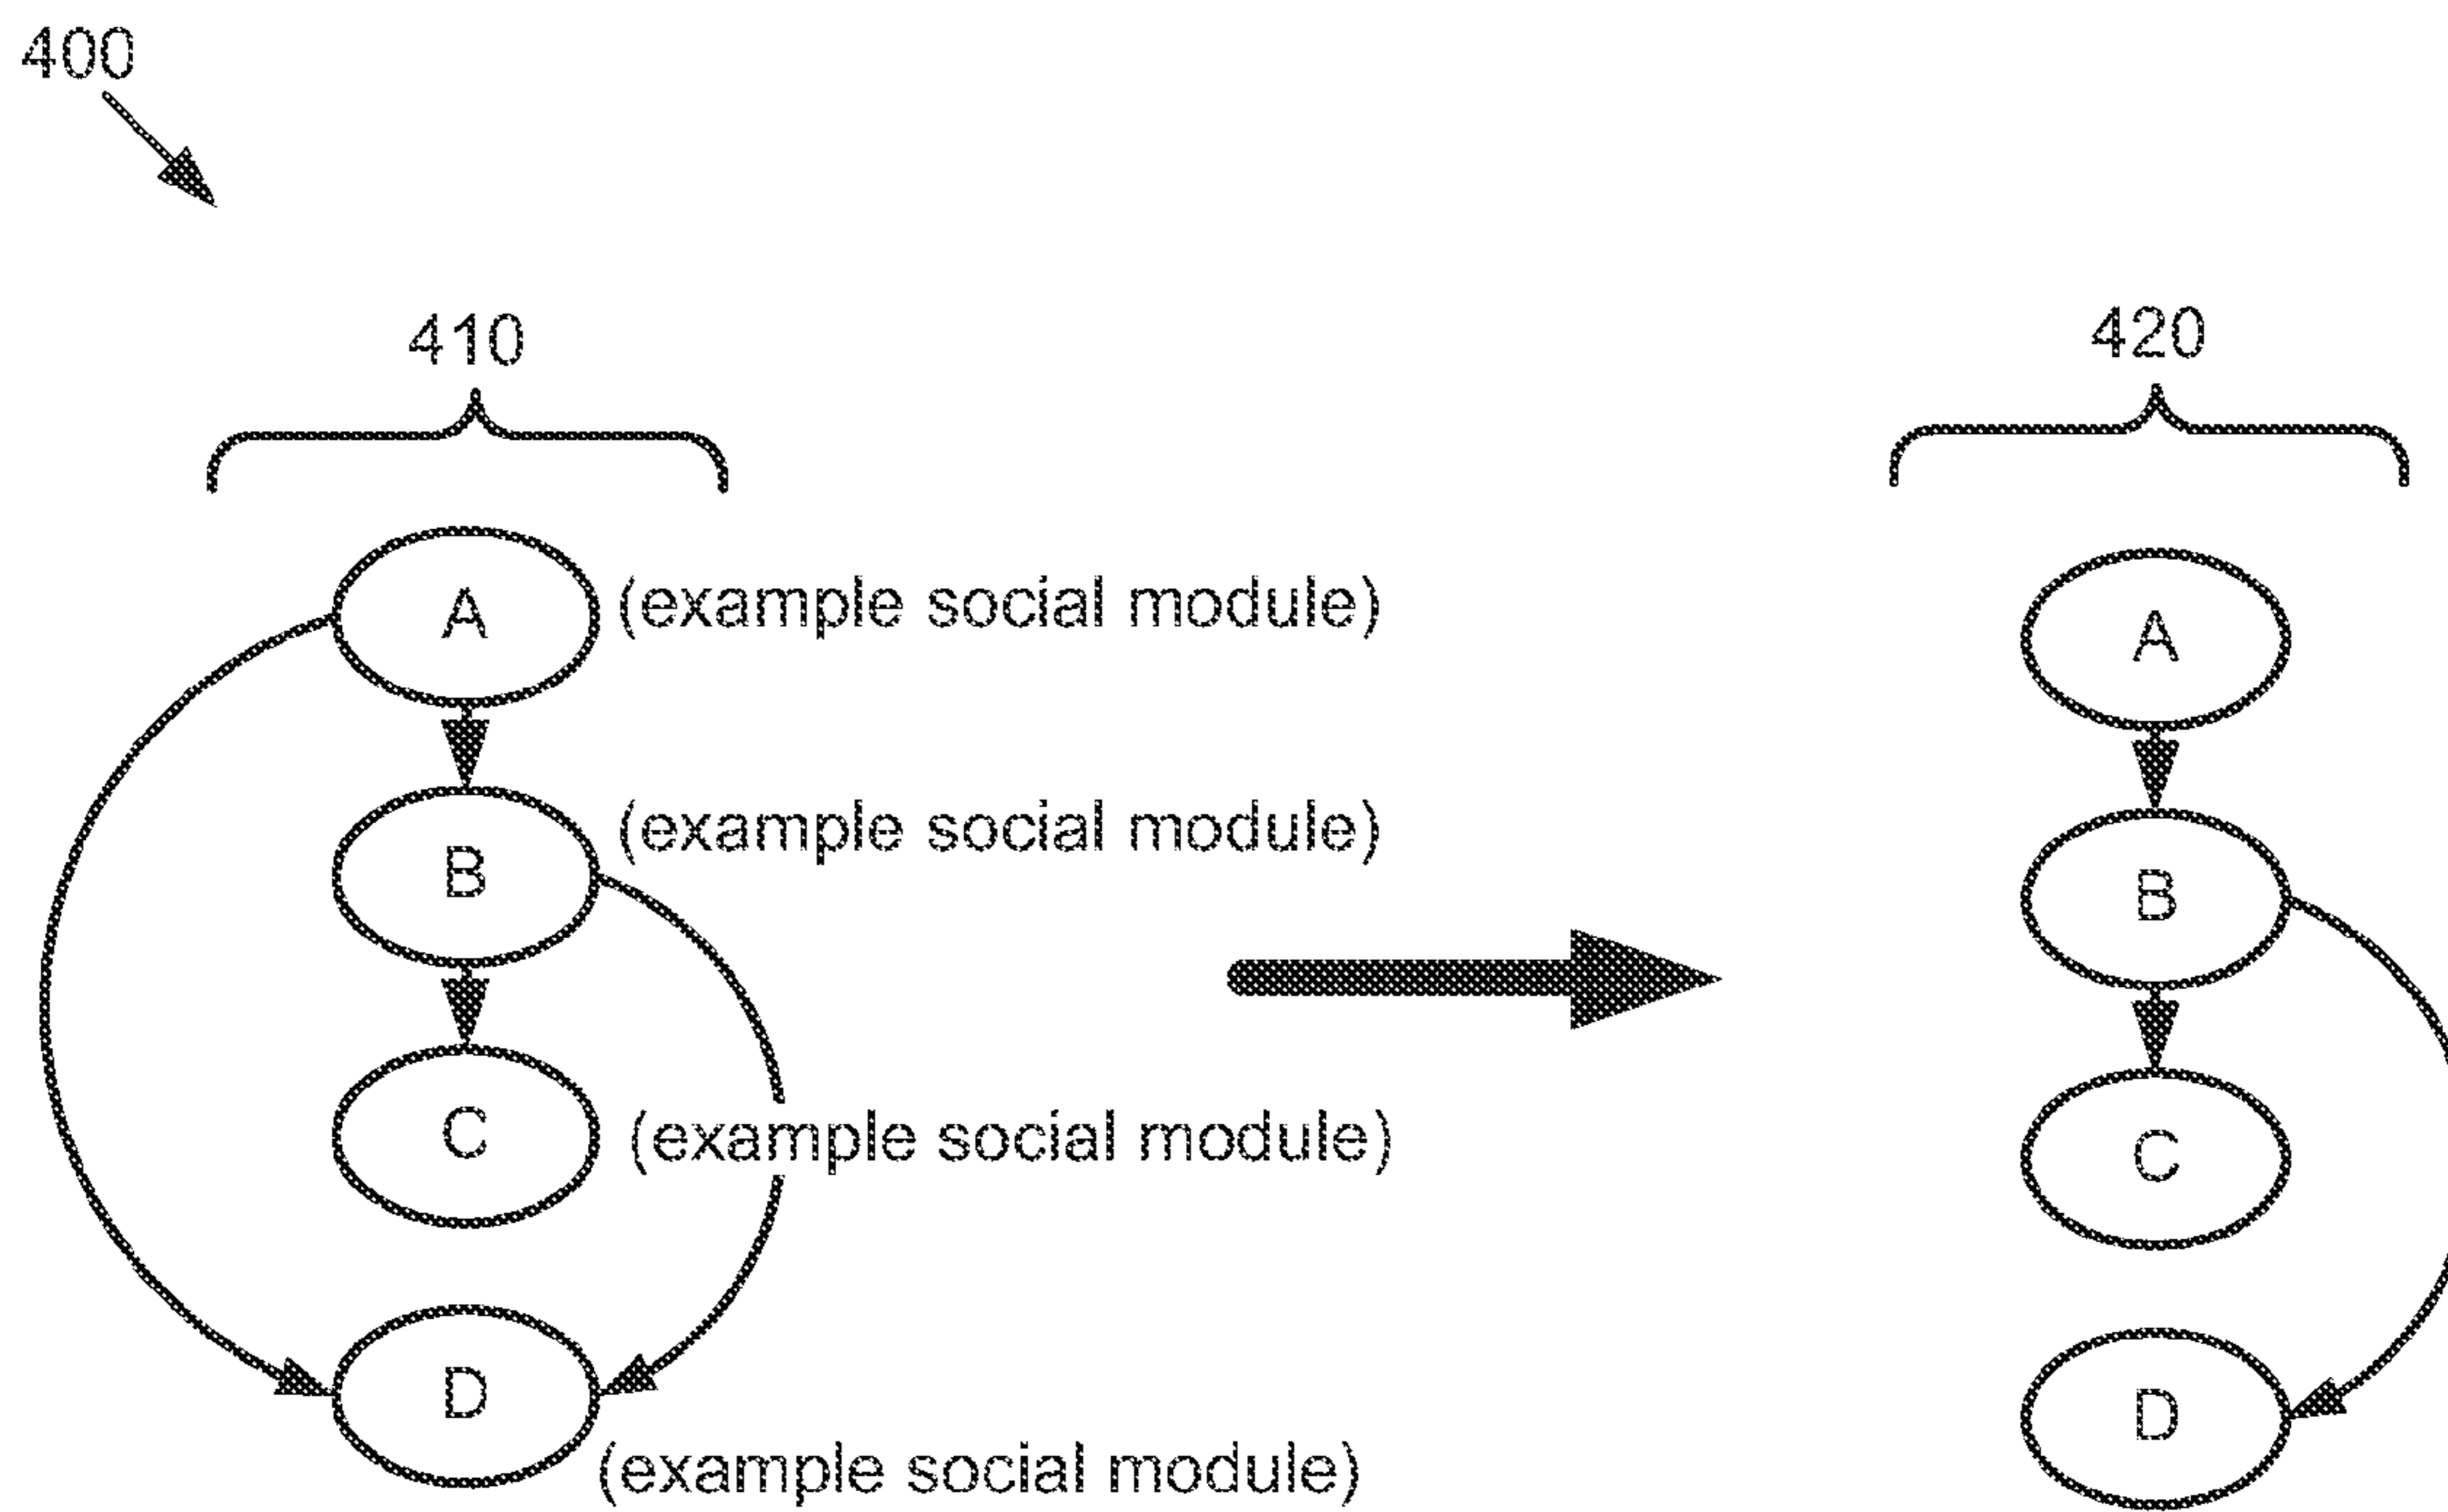 400
410
420
A (example social module)
A
B (example social module)
B
C (example social module)
C
D
(example social module)
D